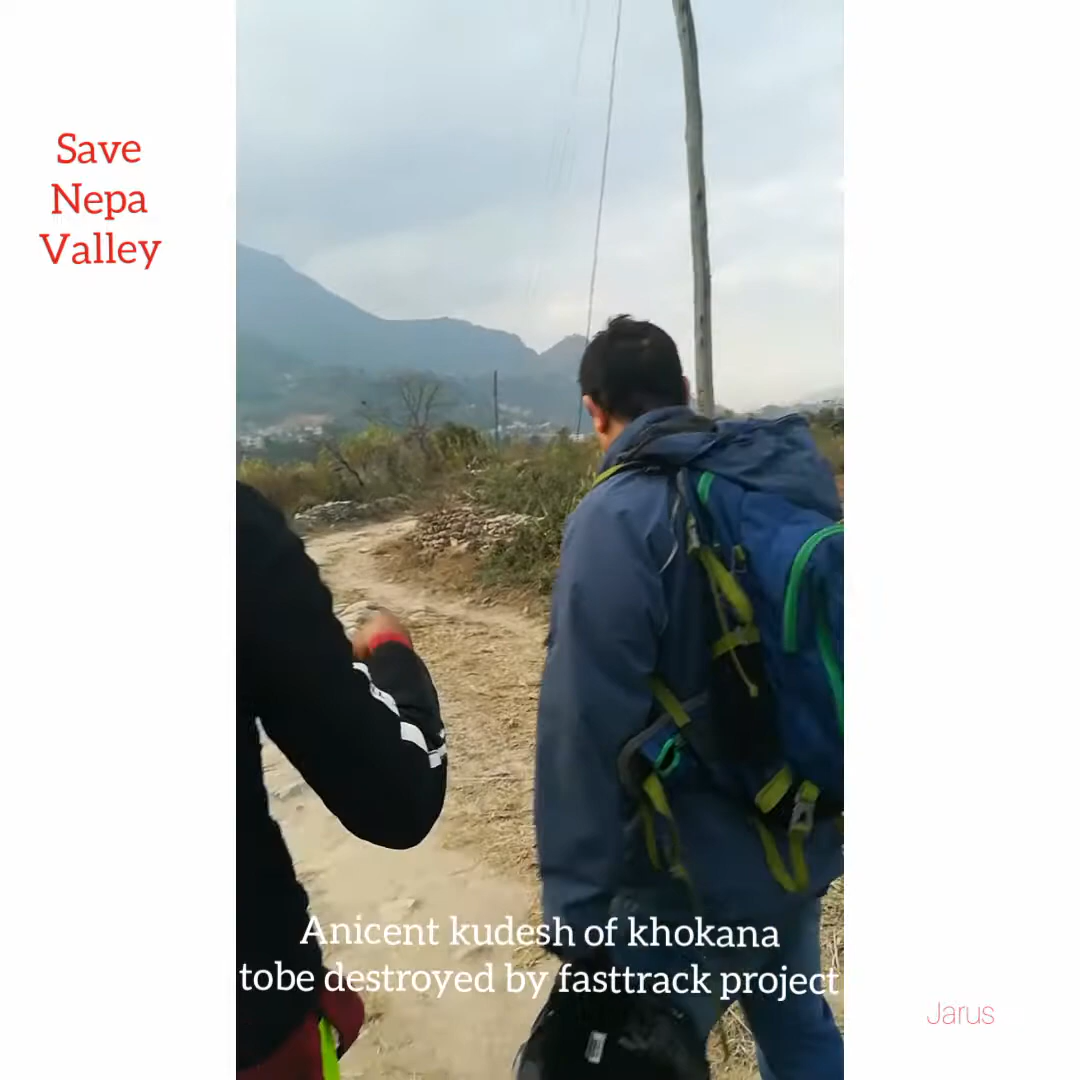 Save
Nepa
Valley
Anicent kudesh of khokana
tobe destroyed by fasttrack project
Jarus